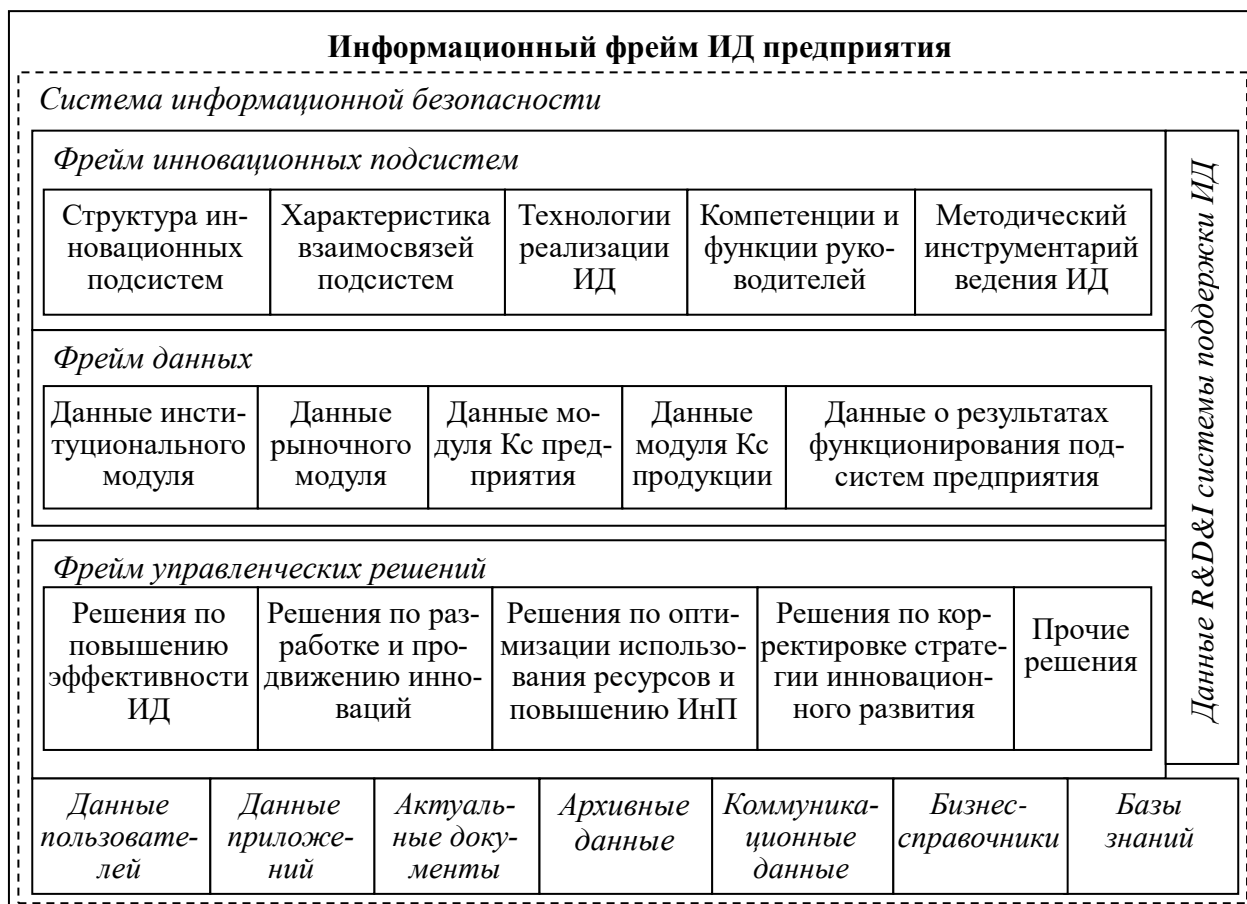 Информационный фрейм ИД предприятия
Система информационной безопасности
Фрейм инновационных подсистем
Структура ин-
новационных
подсистем
Характеристика
взаимосвязей
подсистем
Технологии
реализации
ИД
Компетенции и
функции руко-
водителей
Методический
инструментарий
ведения ИД
Фрейм данных
Данные инсти-
туционального
модуля
Данные
рыночного
модуля
Данные мо-
дуля Кс пред-
приятия
Данные
модуля Кс
продукции
Данные о результатах
функционирования под-
систем предприятия
Фрейм управленческих решений
Решения по
повышению
эффективности
ИД
Решения по раз-
работке и про-
движению инно-
ваций
Решения по опти-
мизации использо-
вания ресурсов и
повышению ИнП
Решения по кор-
ректировке страте-
гии инновацион-
ного развития
Прочие
решения
Данные R&D&I системы поддержки ИД
Данные
пользовате-
лей
Данные
приложе-
ний
Актуаль-
ные доку-
менты
Архивные
данные
Коммуника-
ционные
данные
Бизнес-
справочники
Базы
знаний